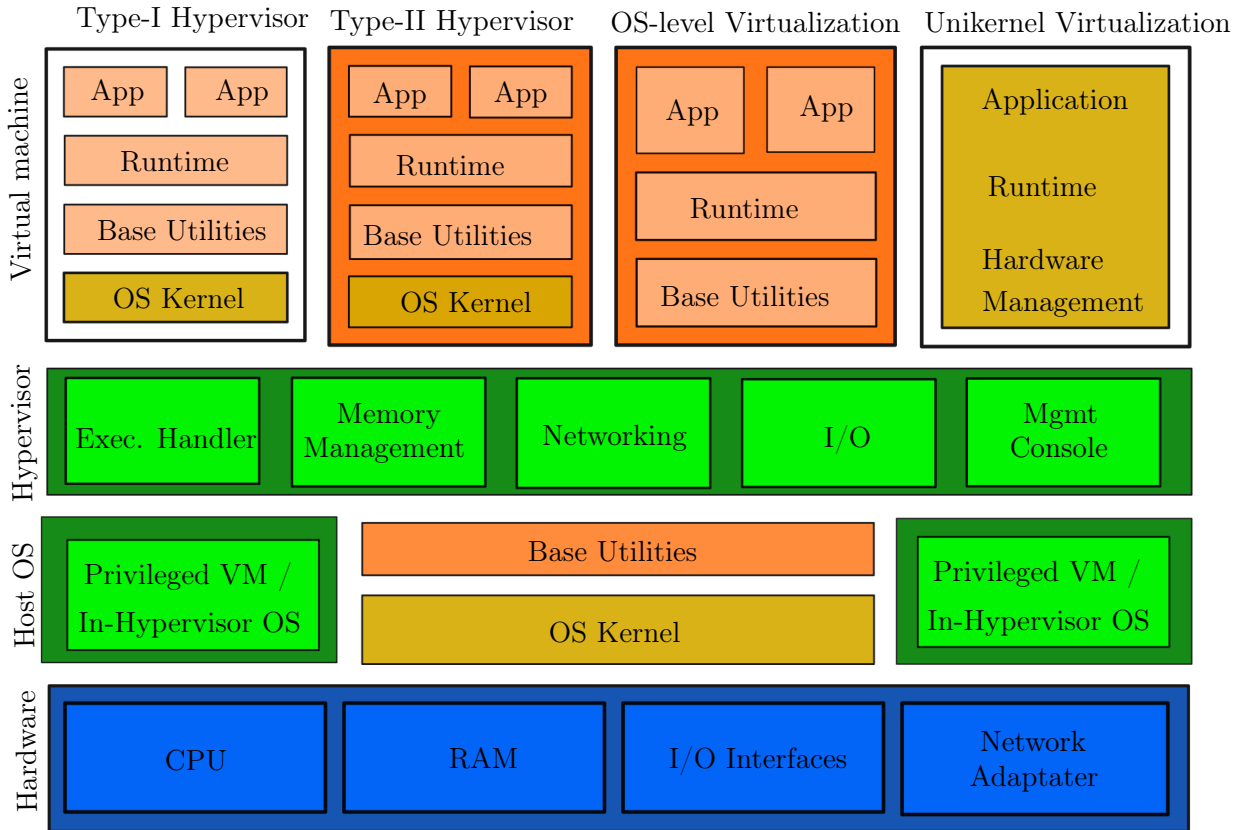 Type-I Hypervisor
Type-II Hypervisor
OS-level Virtualization
Unikernel Virtualization
Virtual machine
App
App
Runtime
Base Utilities
OS Kernel
App
App
Runtime
Base Utilities
OS Kernel
App
App
Runtime
Base Utilities
Application
Runtime
Hardware
Management
Hypervisor
Exec. Handler
Memory
Management
Networking
I/O
Mgmt
Console
Host OS
Privileged VM /
In-Hypervisor OS
Base Utilities
OS Kernel
Privileged VM /
In-Hypervisor OS
Hardware
CPU
RAM
I/O Interfaces
Network
Adaptater